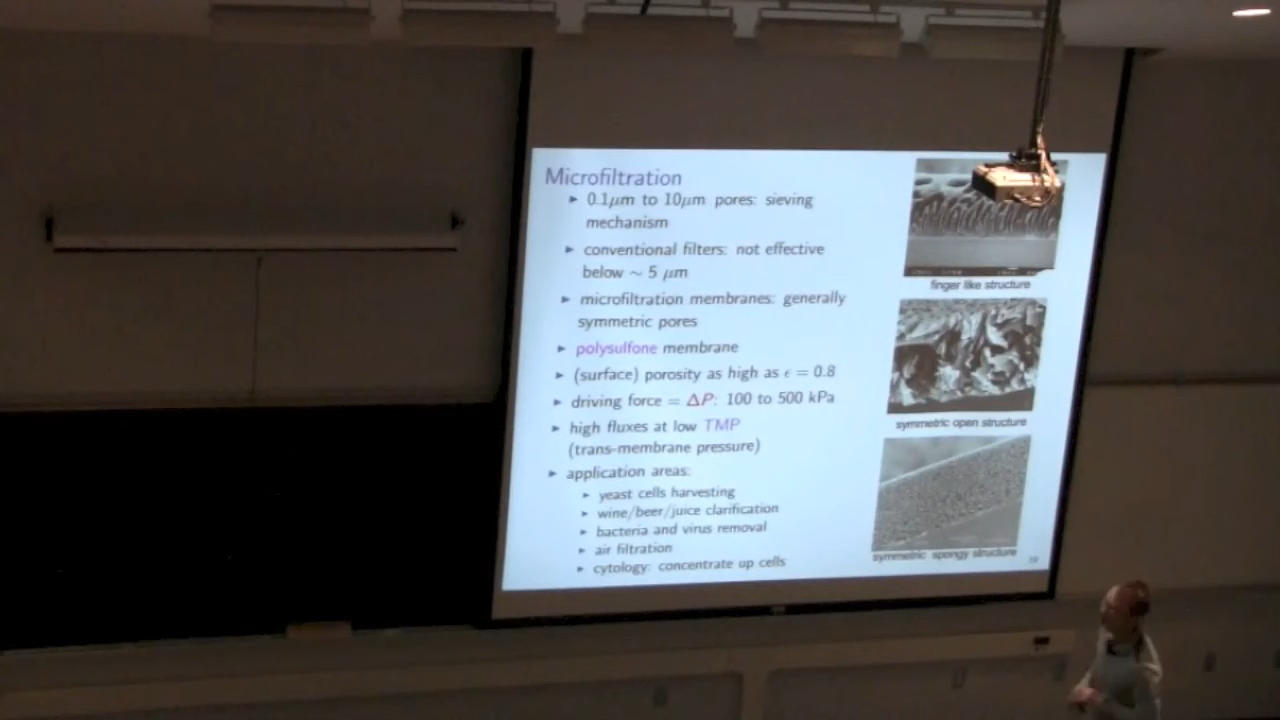 Microfiltration
► 0.1μm to 10μm pores: sieving
mechanism
► conventional filters: not effective
below ∼ 5 μm
► microfiltration membranes: generally
symmetric pores
► polysulfone membrane
► (surface) porosity as high as ϵ = 0.8
► driving force = ΔP: 100 to 500 kPa
► high fluxes at low TMP
(trans-membrane pressure)
► application areas:
► yeast cells harvesting
► wine/beer/juice clarification
► bacteria and virus removal
► air filtration
► cytology: concentrate up cells
finger like structure
symmetric open structure
symmetric spongy structure